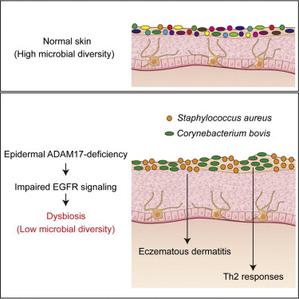 Normal skin
(High microbial diversity)
Staphylococcus aureus
Corynebacterium bovis
Epidermal ADAM17-deficiency
Impaired EGFR signaling
Dysbiosis
(Low microbial diversity)
Eczematous dermatitis
Th2 responses